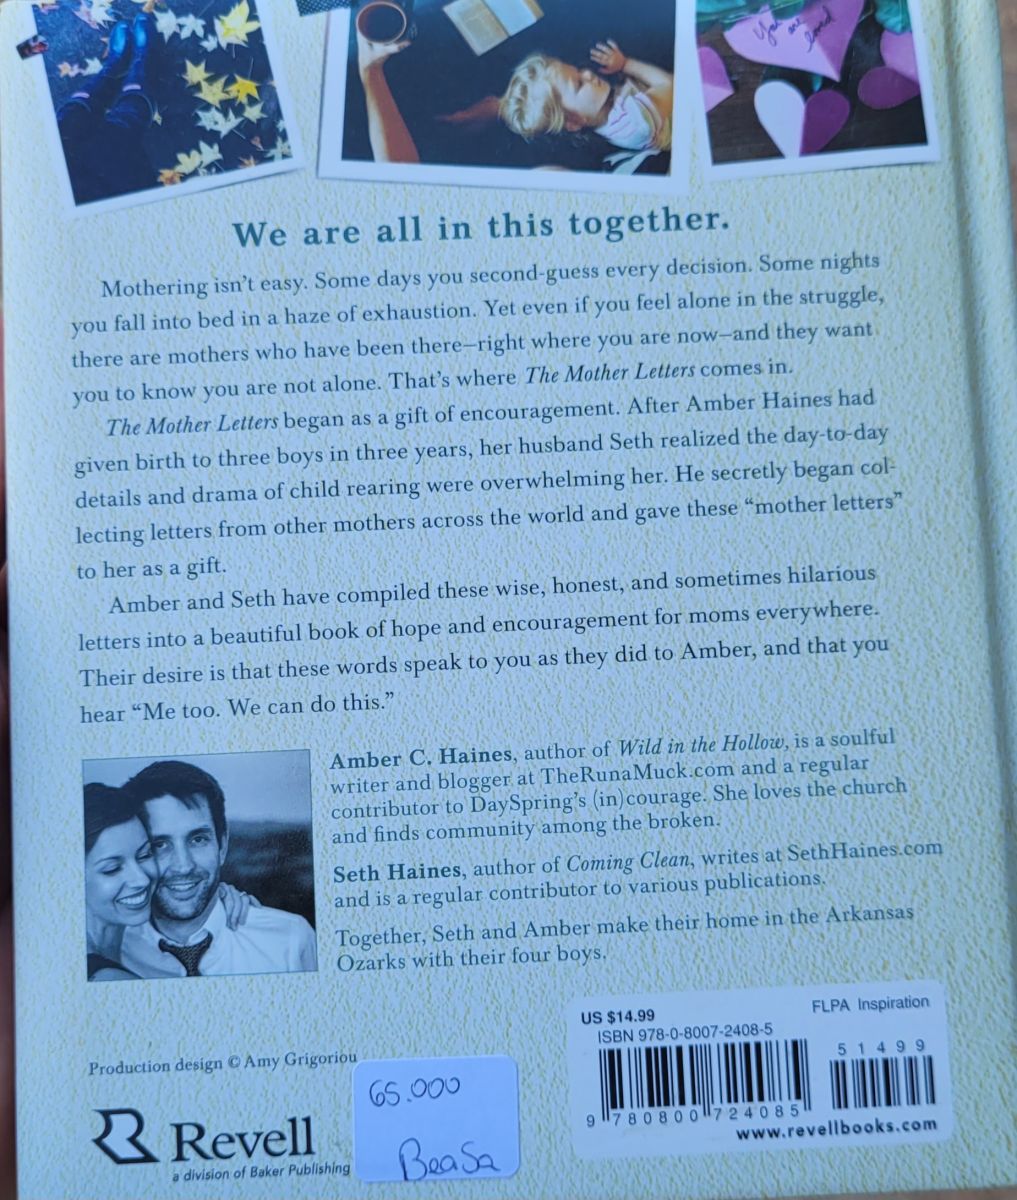 You are loved
We are all in this together.
Mothering isn't easy. Some days you second-guess every decision. Some nights
you fall into bed in a haze of exhaustion. Yet even if you feel alone in the struggle,
there are mothers who have been there—right where you are now—and they want
you to know you are not alone. That's where The Mother Letters comes in.
The Mother Letters began as a gift of encouragement. After Amber Haines had
given birth to three boys in three years, her husband Seth realized the day-to-day
details and drama of child rearing were overwhelming her. He secretly began col-
lecting letters from other mothers across the world and gave these “mother letters”
to her as a gift.
Amber and Seth have compiled these wise, honest, and sometimes hilarious
letters into a beautiful book of hope and encouragement for moms everywhere.
Their desire is that these words speak to you as they did to Amber, and that you
hear “Me too. We can do this.”
Amber C. Haines, author of Wild in the Hollow, is a soulful
writer and blogger at TheRunaMuck.com and a regular
contributor to DaySpring's (in)courage. She loves the church
and finds community among the broken.
Seth Haines, author of Coming Clean, writes at SethHaines.com
and is a regular contributor to various publications.
Together, Seth and Amber make their home in the Arkansas
Ozarks with their four boys.
US $14.99
FLPA Inspiration
ISBN 978-0-8007-2408-5
5 1 4 9 9
9 780800 724085
www.revellbooks.com
Production design © Amy Grigoriou
Revell
a division of Baker Publishing
65.000
BeaSa